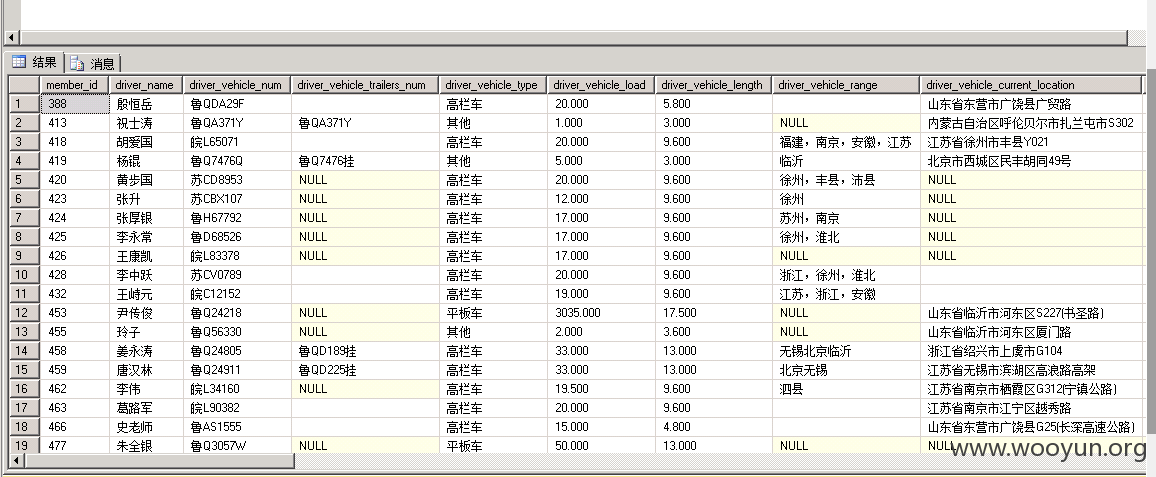 结果 消息
member_id driver_name driver_vehicle_num driver_vehicle_trailers_num driver_vehicle_type driver_vehicle_load driver_vehicle_length driver_vehicle_range driver_vehicle_current_location
1 388 殷恒岳 鲁QDA29F 高栏车 20.000 5.800 山东省东营市广饶县广贸路
2 413 祝士涛 鲁QA371Y 鲁QA371Y 其他 1.000 3.000 NULL 内蒙古自治区呼伦贝尔市扎兰屯市S302
3 418 胡爱国 皖L65071 高栏车 20.000 9.600 福建，南京，安徽，江苏 江苏省徐州市丰县Y021
4 419 杨锟 鲁Q7476Q 鲁Q7476挂 其他 5.000 3.000 临沂 北京市西城区民丰胡同49号
5 420 黄步国 苏CD8953 NULL 高栏车 20.000 9.600 徐州，丰县，沛县 NULL
6 423 张升 苏CBX107 NULL 高栏车 12.000 9.600 徐州 NULL
7 424 张厚银 鲁H67792 NULL 高栏车 17.000 9.600 苏州，南京 NULL
8 425 李永常 鲁D68526 NULL 高栏车 17.000 9.600 徐州，淮北 NULL
9 426 王康凯 皖L83378 NULL 高栏车 17.000 9.600 NULL NULL
10 428 李中跃 苏CV0789 高栏车 20.000 9.600 浙江，徐州，淮北
11 432 王峙元 皖C12152 高栏车 19.000 9.600 江苏，浙江，安徽
12 453 尹传俊 鲁Q24218 NULL 平板车 3035.000 17.500 NULL 山东省临沂市河东区S227(书圣路)
13 455 玲子 鲁Q56330 NULL 其他 2.000 3.600 NULL 山东省临沂市河东区厦门路
14 458 姜永涛 鲁Q24805 鲁QD189挂 高栏车 33.000 13.000 无锡北京临沂 浙江省绍兴市上虞市G104
15 459 唐汉林 鲁Q24911 鲁QD225挂 高栏车 33.000 13.000 北京无锡 江苏省无锡市滨湖区高浪路高架
16 462 李伟 皖L34160 NULL 高栏车 19.500 9.600 泗县 江苏省南京市栖霞区G312(宁镇公路)
17 463 葛路军 皖L90382 高栏车 20.000 9.600 江苏省南京市江宁区越秀路
18 466 史老师 鲁AS1555 高栏车 15.000 4.800 山东省东营市广饶县G25(长深高速公路)
19 477 朱全银 鲁Q3057W NULL 平板车 50.000 13.000 NULL NULL
www.wooyun.org